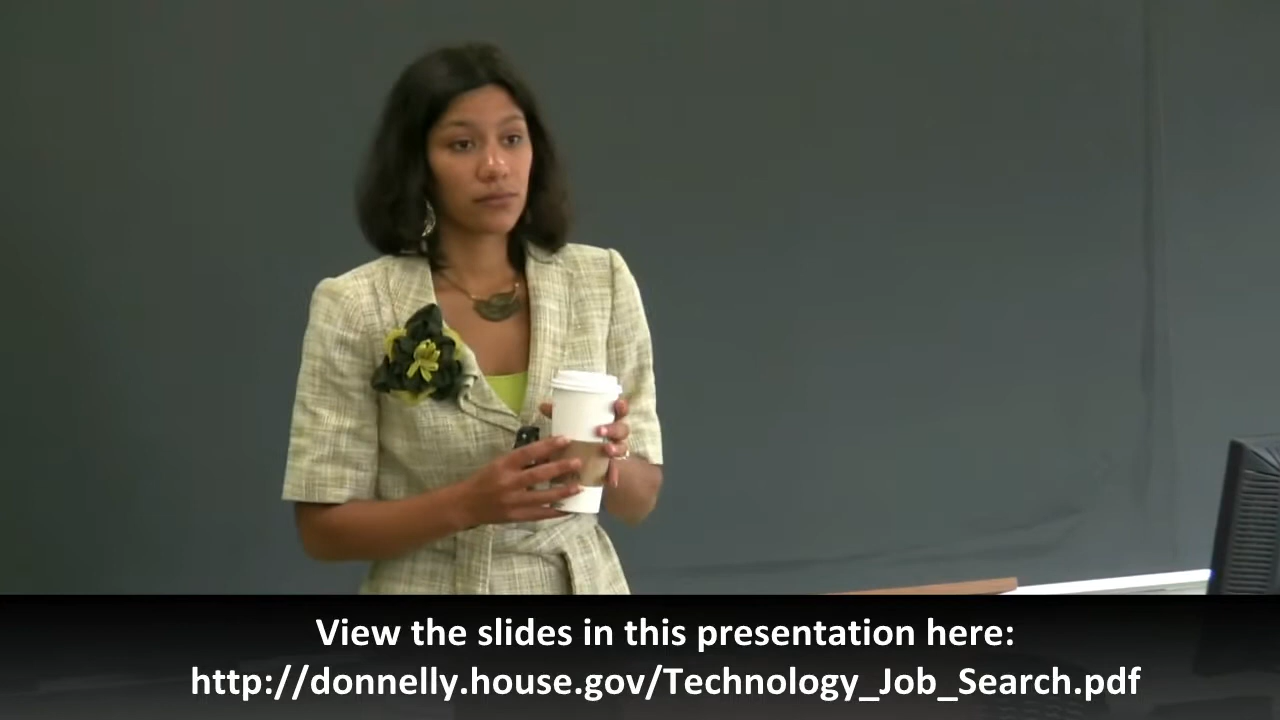 View the slides in this presentation here:
http://donnelly.house.gov/Technology_Job_Search.pdf